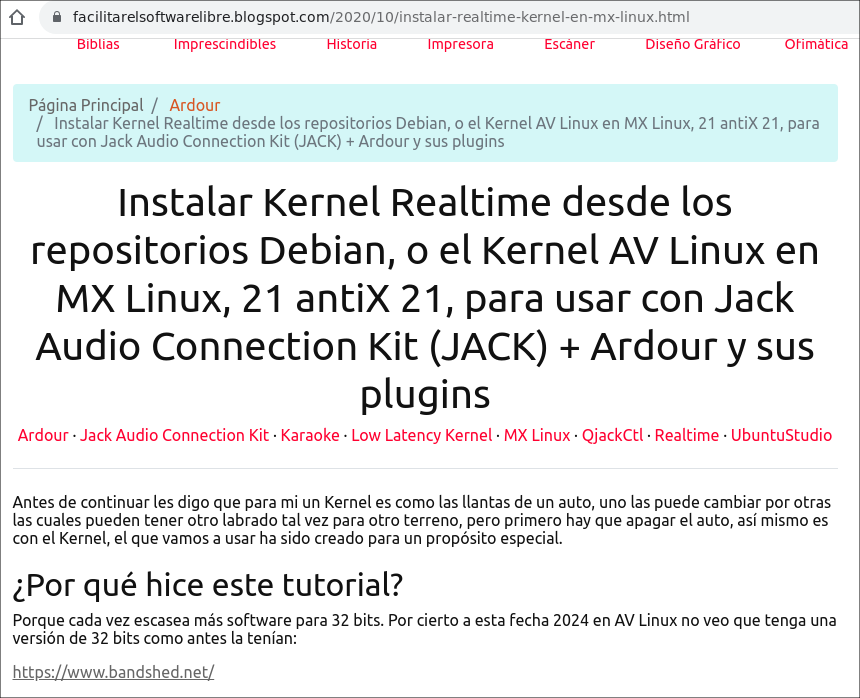 facilitarelsoftwarelibre.blogspot.com/2020/10/instalar-realtime-kernel-en-mx-linux.html
Biblias Imprescindibles Historia Impresora Escáner Diseño Gráfico Ofimática
Página Principal / Ardour
/ Instalar Kernel Realtime desde los repositorios Debian, o el Kernel AV Linux en MX Linux, 21 antiX 21, para
usar con Jack Audio Connection Kit (JACK) + Ardour y sus plugins
Instalar Kernel Realtime desde los
repositorios Debian, o el Kernel AV Linux en
MX Linux, 21 antiX 21, para usar con Jack
Audio Connection Kit (JACK) + Ardour y sus
plugins
Ardour · Jack Audio Connection Kit · Karaoke · Low Latency Kernel · MX Linux · QjackCtl · Realtime · UbuntuStudio
Antes de continuar les digo que para mi un Kernel es como las llantas de un auto, uno las puede cambiar por otras
las cuales pueden tener otro labrado tal vez para otro terreno, pero primero hay que apagar el auto, así mismo es
con el Kernel, el que vamos a usar ha sido creado para un propósito especial.
¿Por qué hice este tutorial?
Porque cada vez escasea más software para 32 bits. Por cierto a esta fecha 2024 en AV Linux no veo que tenga una
versión de 32 bits como antes la tenían:
https://www.bandshed.net/